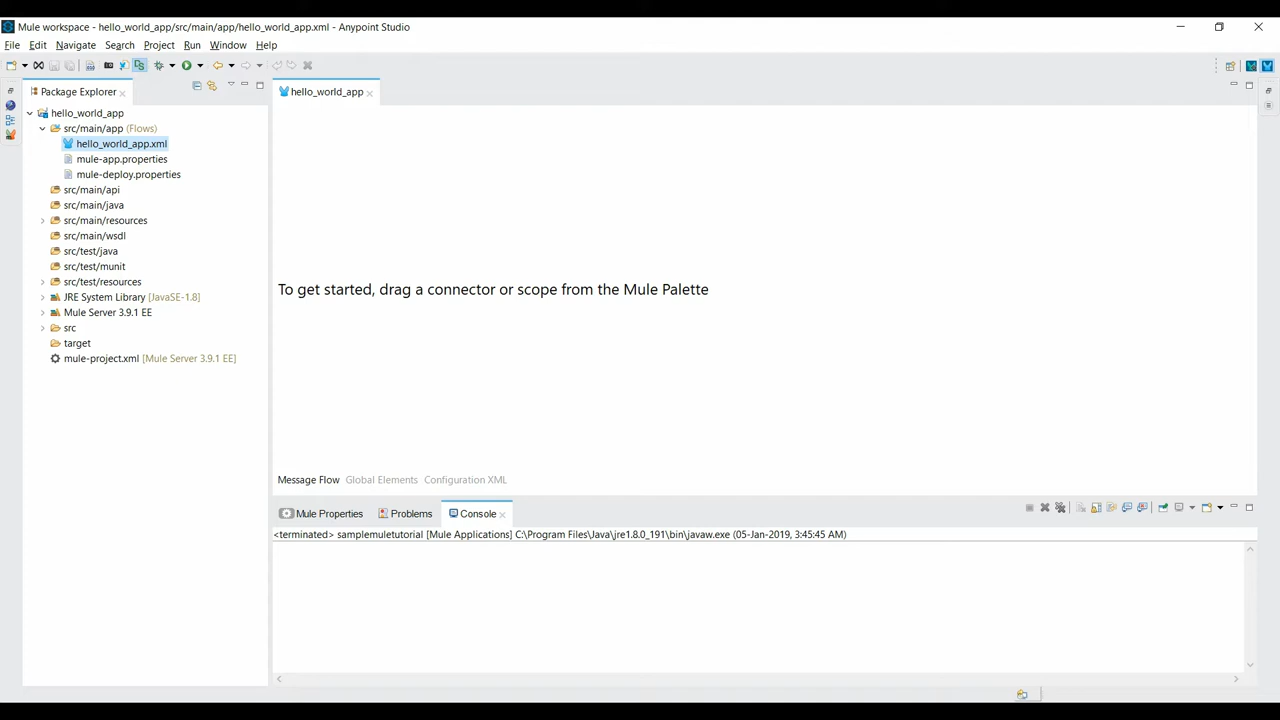 Mule workspace - hello_world_app/src/main/app/hello_world_app.xml - Anypoint Studio
File Edit Navigate Search Project Run Window Help
Package Explorer
hello_world_app
src/main/app (Flows)
hello_world_app.xml
mule-app.properties
mule-deploy.properties
src/main/api
src/main/java
src/main/resources
src/main/wsdl
src/test/java
src/test/munit
src/test/resources
JRE System Library [JavaSE-1.8]
Mule Server 3.9.1 EE
src
target
mule-project.xml [Mule Server 3.9.1 EE]
hello_world_app
To get started, drag a connector or scope from the Mule Palette
Message Flow Global Elements Configuration XML
Mule Properties Problems Console
<terminated> samplemuletutorial [Mule Applications] C:\Program Files\Java\jre1.8.0_191\bin\javaw.exe (05-Jan-2019, 3:45:45 AM)